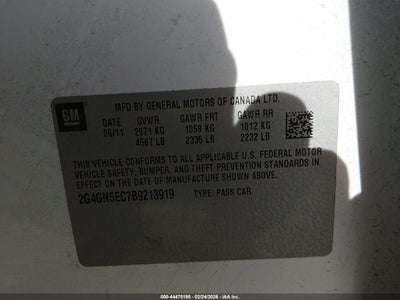 GM
MFD BY GENERAL MOTORS OF CANADA LTD.
DATE GVWR GAWR FRT GAWR RR
06/11 2071 KG 1059 KG 1012 KG
4567 LB 2335 LB 2232 LB
THIS VEHICLE CONFORMS TO ALL APPLICABLE U.S. FEDERAL MOTOR
VEHICLE SAFETY, BUMPER, AND THEFT PREVENTION STANDARDS IN
EFFECT ON THE DATE OF MANUFACTURE SHOWN ABOVE.
2G4GN5EC7B9213919 TYPE: PASS CAR
000-44470190 - 02/24/2026 - IAAI.COM